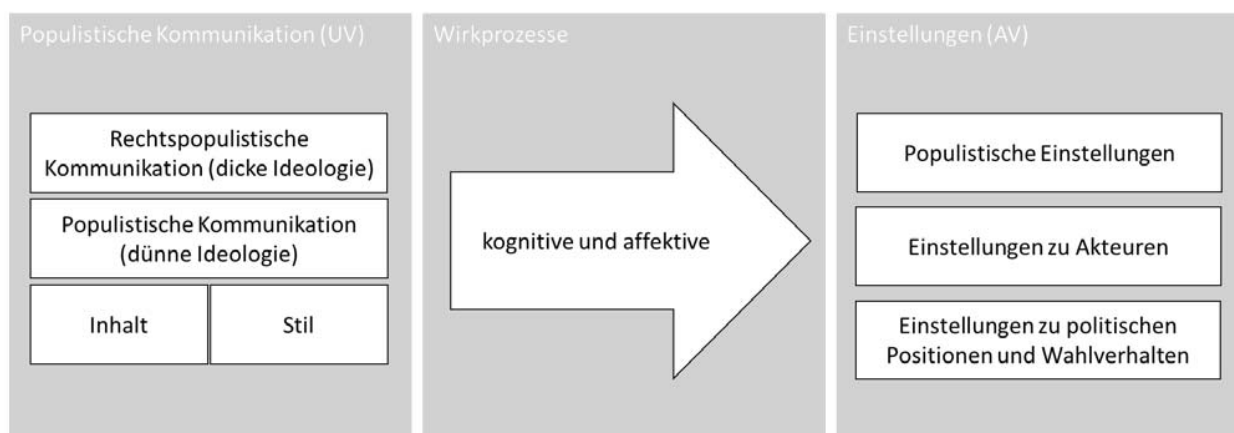 Populistische Kommunikation (UV)
Rechtspopulistische
Kommunikation (dicke Ideologie)
Populistische Kommunikation
(dünne Ideologie)
Inhalt
Stil
Wirkprozesse
kognitive und affektive
Einstellungen (AV)
Populistische Einstellungen
Einstellungen zu Akteuren
Einstellungen zu politischen
Positionen und Wahlverhalten